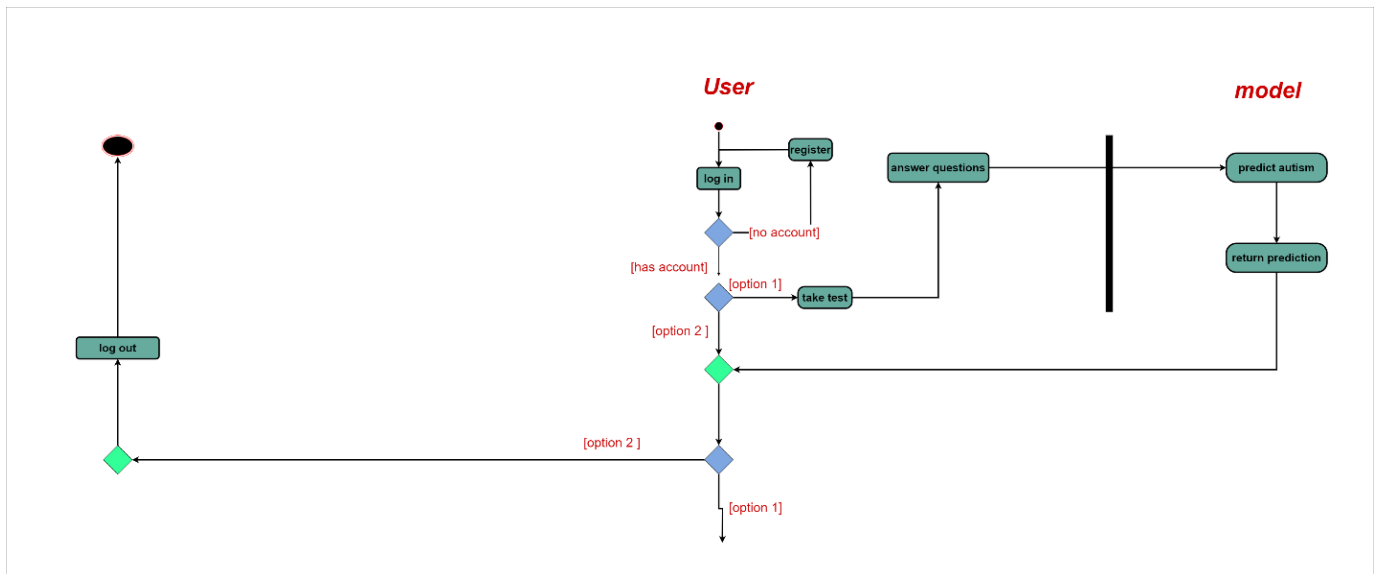 User
model
register
log in
answer questions
predict autism
[no account]
return prediction
[has account]
[option 1]
take test
[option 2 ]
log out
[option 2 ]
[option 1]